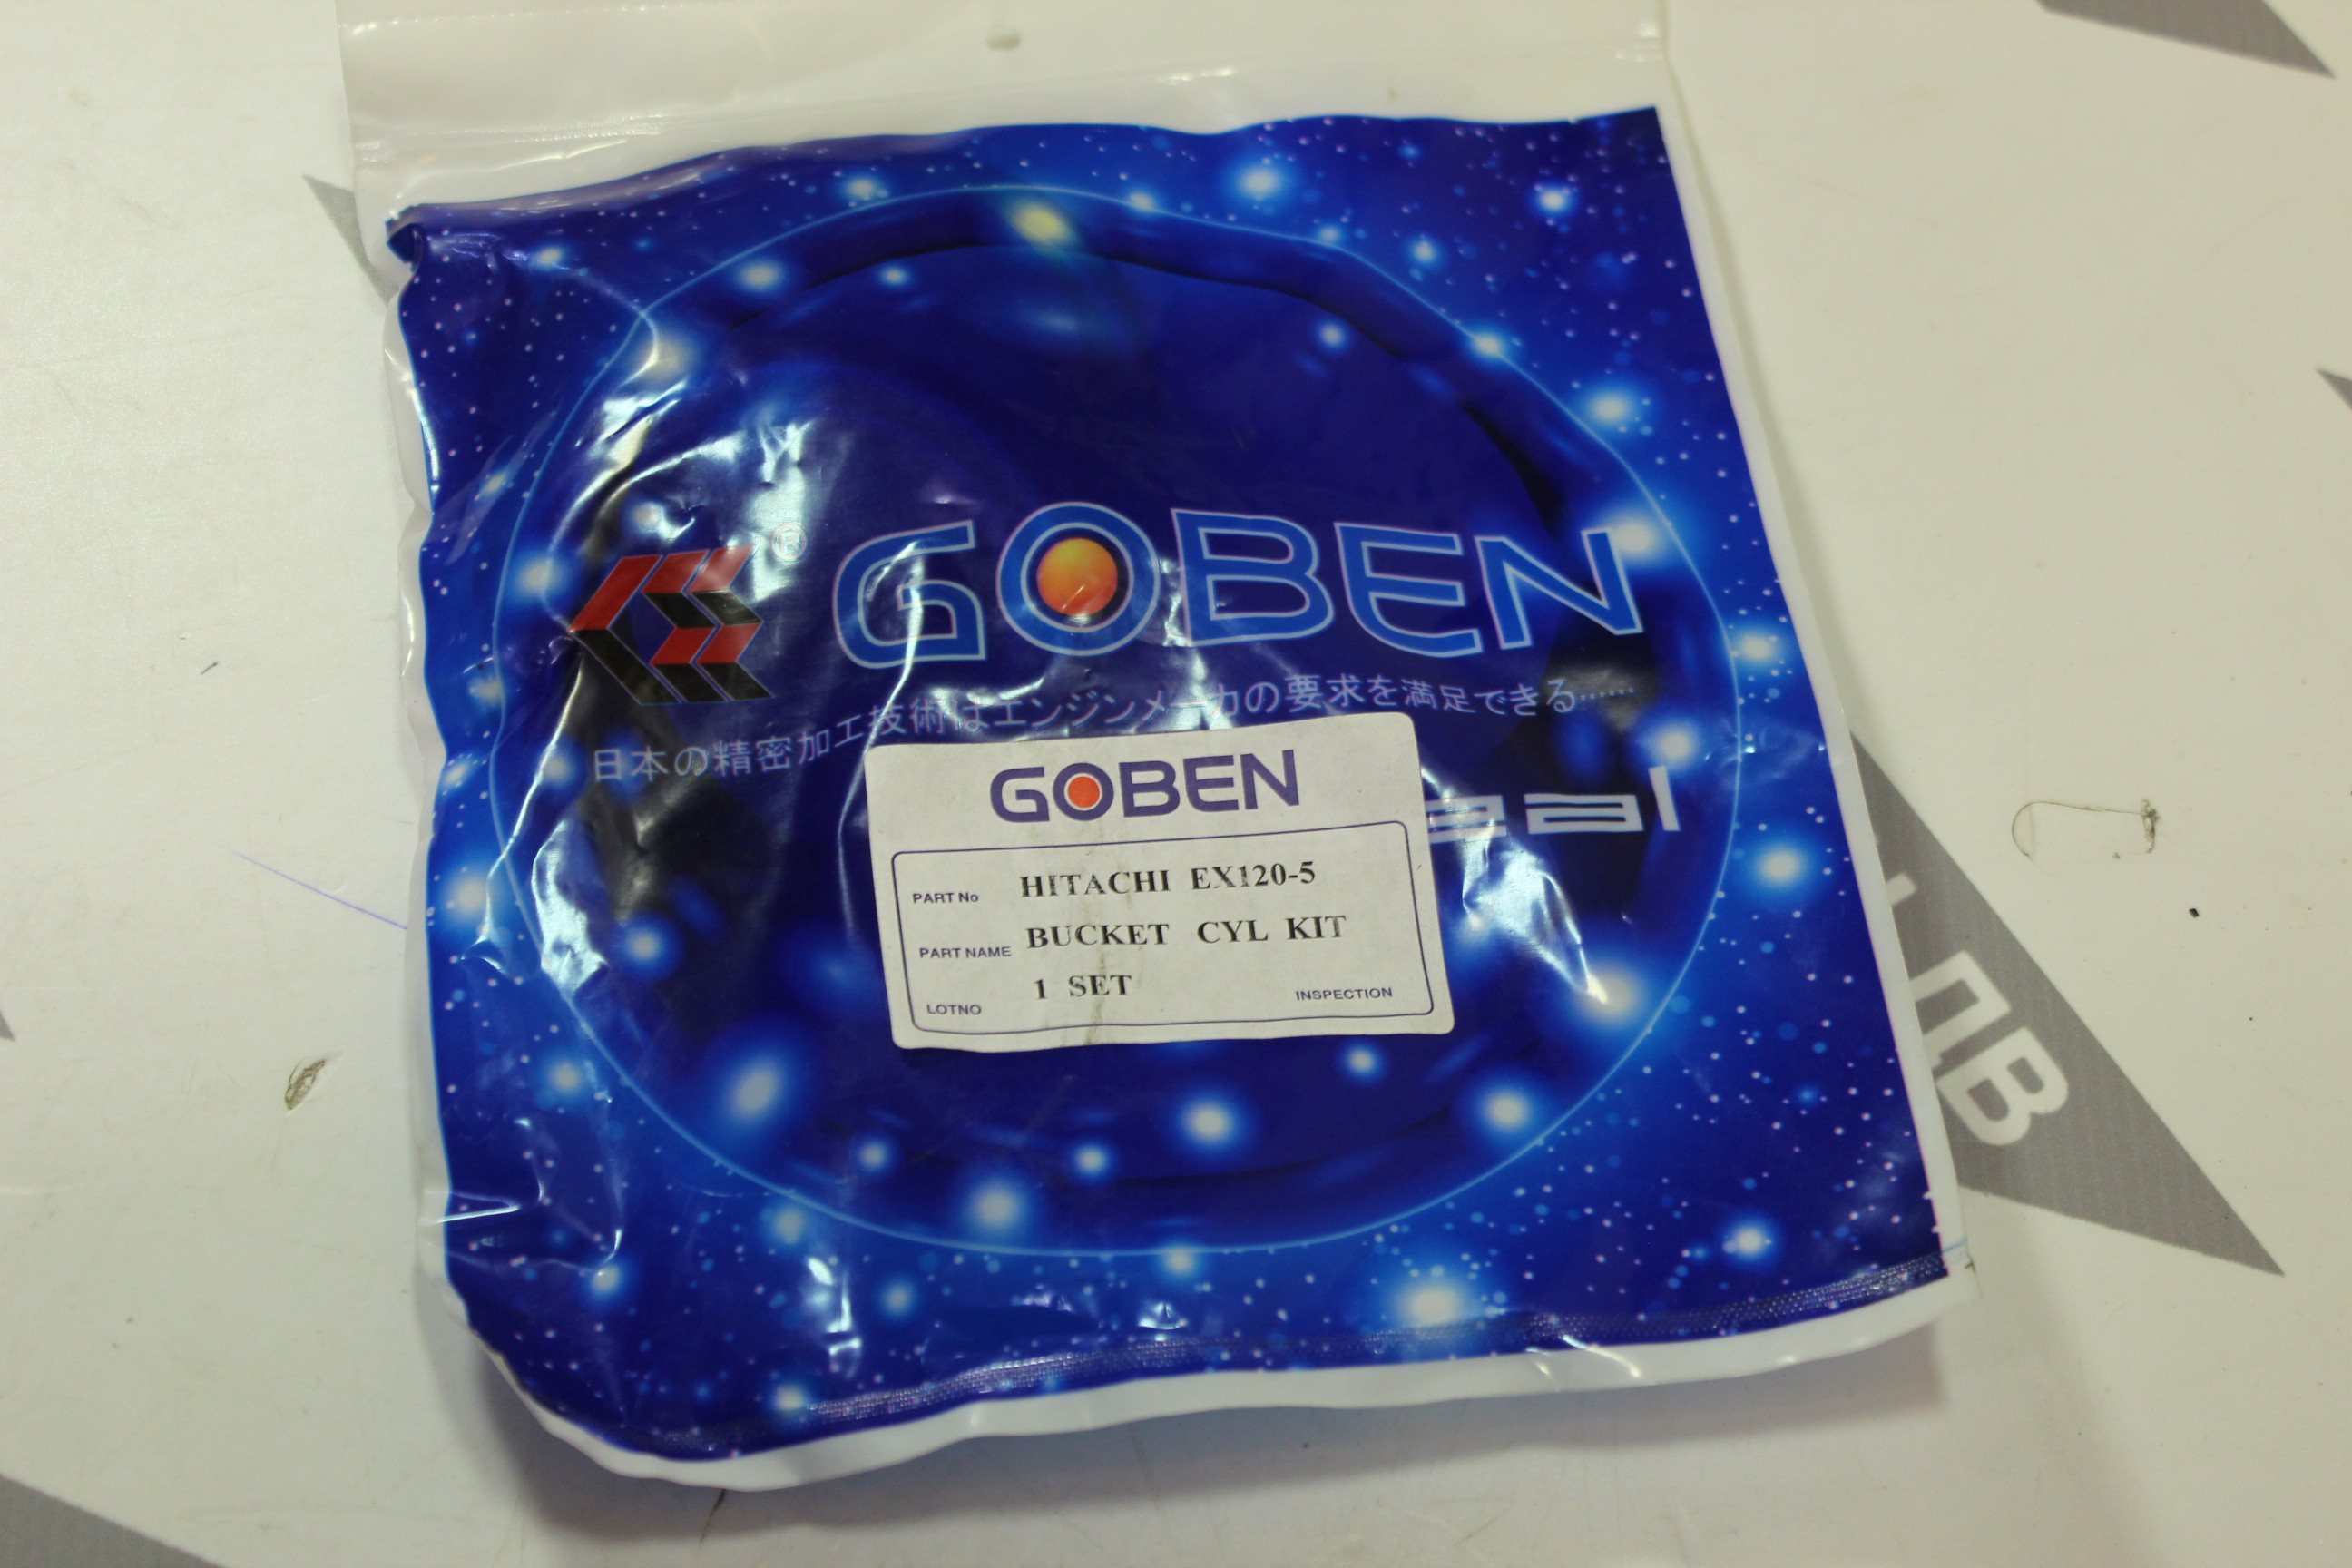 ® GOBEN
日本の精密加工技術はエンジンメーカの要求を満足できる······
GOBEN
PART No HITACHI EX120-5
PART NAME BUCKET CYL KIT
LOTNO 1 SET INSPECTION
ДВ